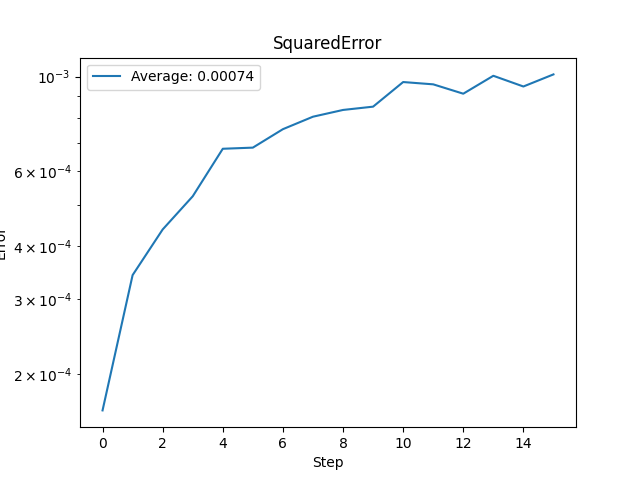 SquaredError
Average: 0.00074
10⁻³
6 × 10⁻⁴
4 × 10⁻⁴
3 × 10⁻⁴
2 × 10⁻⁴
Error
0 2 4 6 8 10 12 14
Step